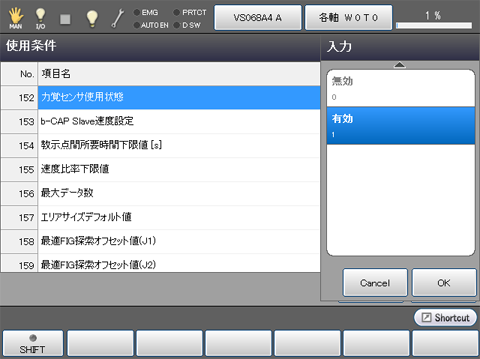 MAN
I/O
EMG
PRTCT
AUTO EN
D SW
VS068A4 A
各軸 W0T0
1 %
使用条件
入力
No.
項目名
152 力覚センサ使用状態
153 b-CAP Slave速度設定
154 教示点間所要時間下限値[s]
155 速度比率下限値
156 最大データ数
157 エリアサイズデフォルト値
158 最適FIG探索オフセット値(J1)
159 最適FIG探索オフセット値(J2)
無効
0
有効
1
Cancel
OK
Shortcut
SHIFT